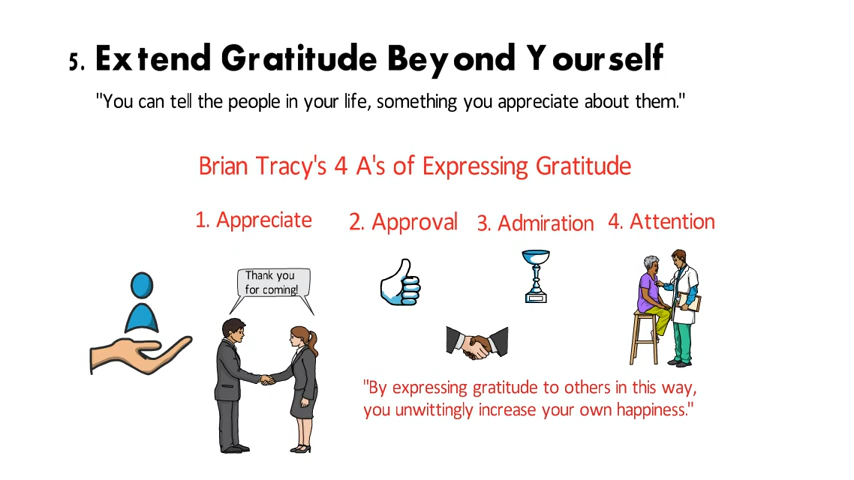 5. Extend Gratitude Beyond Yourself
"You can tell the people in your life, something you appreciate about them."
Brian Tracy's 4 A's of Expressing Gratitude
1. Appreciate
2. Approval
3. Admiration
4. Attention
Thank you
for coming!
"By expressing gratitude to others in this way,
you unwittingly increase your own happiness."